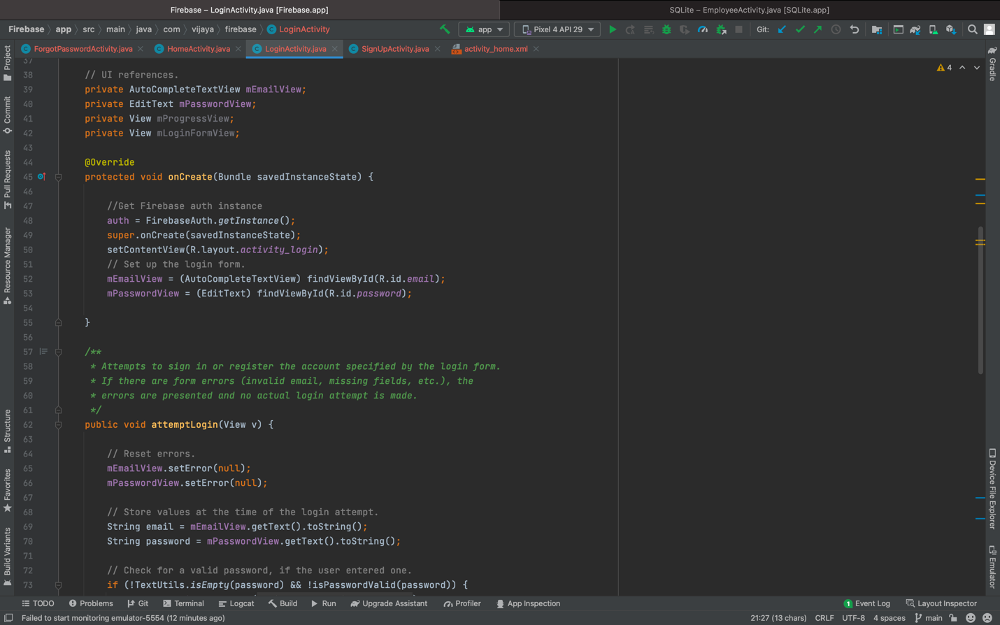 Firebase – LoginActivity.java [Firebase.app]
SQLite – EmployeeActivity.java [SQLite.app]
Firebase app src main java com vijaya firebase LoginActivity
app
Pixel 4 API 29
Git:
ForgotPasswordActivity.java
HomeActivity.java
LoginActivity.java
SignUpActivity.java
activity_home.xml
Project
Commit
Pull Requests
Resource Manager
Structure
Favorites
Build Variants
37
38 // UI references.
39 private AutoCompleteTextView mEmailView;
40 private EditText mPasswordView;
41 private View mProgressView;
42 private View mLoginFormView;
43
44 @Override
45 protected void onCreate(Bundle savedInstanceState) {
46
47 //Get Firebase auth instance
48 auth = FirebaseAuth.getInstance();
49 super.onCreate(savedInstanceState);
50 setContentView(R.layout.activity_login);
51 // Set up the login form.
52 mEmailView = (AutoCompleteTextView) findViewById(R.id.email);
53 mPasswordView = (EditText) findViewById(R.id.password);
54
55 }
56
57 /**
58 * Attempts to sign in or register the account specified by the login form.
59 * If there are form errors (invalid email, missing fields, etc.), the
60 * errors are presented and no actual login attempt is made.
61 */
62 public void attemptLogin(View v) {
63
64 // Reset errors.
65 mEmailView.setError(null);
66 mPasswordView.setError(null);
67
68 // Store values at the time of the login attempt.
69 String email = mEmailView.getText().toString();
70 String password = mPasswordView.getText().toString();
71
72 // Check for a valid password, if the user entered one.
73 if (!TextUtils.isEmpty(password) && !isPasswordValid(password)) {
4
Gradle
Device File Explorer
Emulator
TODO Problems Git Terminal Logcat Build Run Upgrade Assistant Profiler App Inspection 1 Event Log Layout Inspector
Failed to start monitoring emulator-5554 (12 minutes ago) 21:27 (13 chars) CRLF UTF-8 4 spaces main